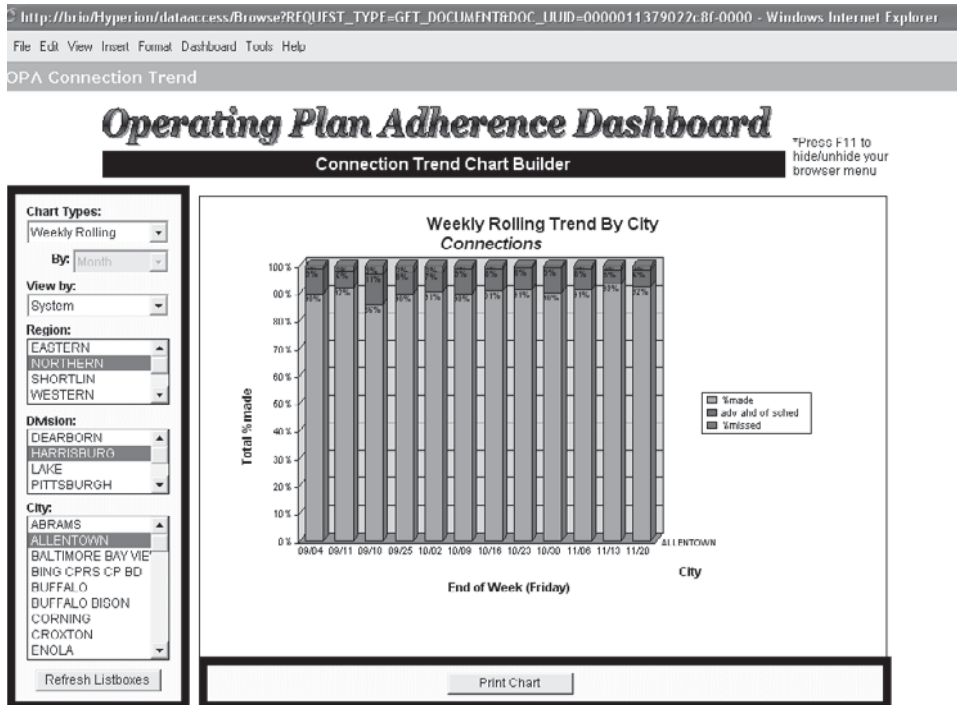 http://brio/Hyperion/dataaccess/Browse?REQUEST_TYPE=GET_DOCUMENT&DOC_UUID=0000011379022c8f-0000 - Windows Internet Explorer
File Edit View Insert Format Dashboard Tools Help
OPA Connection Trend
Operating Plan Adherence Dashboard
Connection Trend Chart Builder
*Press F11 to
hide/unhide your
browser menu
Chart Types:
Weekly Rolling
By: Month
View by:
System
Region:
EASTERN
NORTHERN
SHORTLIN
WESTERN
Division:
DEARBORN
HARRISBURG
LAKE
PITTSBURGH
City:
ABRAMS
ALLENTOWN
BALTIMORE BAY VIE
BING CPRS CP BD
BUFFALO
BUFFALO BISON
CORNING
CROXTON
ENOLA
Refresh Listboxes
Weekly Rolling Trend By City
Connections
Total %made
100 %
90 %
80 %
70 %
60 %
50 %
40 %
30 %
20 %
10 %
0 %
09/04 09/11 09/18 09/25 10/02 10/09 10/16 10/23 10/30 11/06 11/13 11/20
ALLENTOWN
City
End of Week (Friday)
%made
adv ahd of sched
%missed
Print Chart